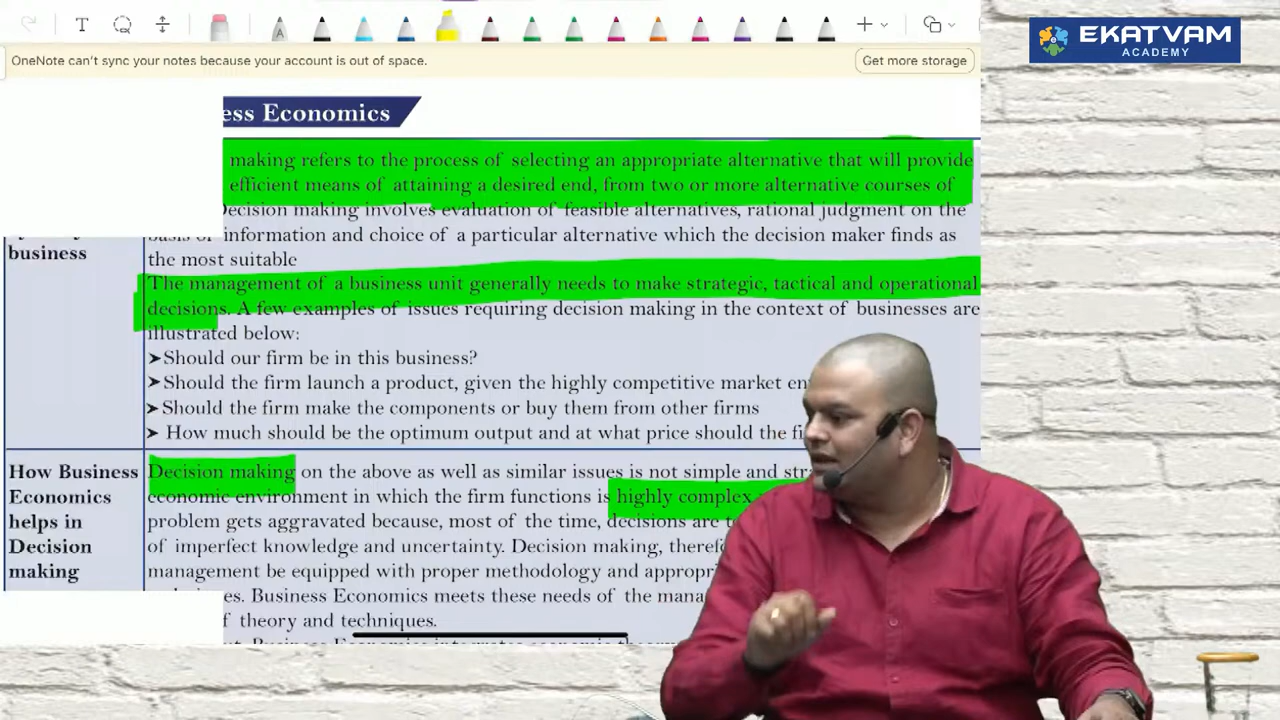 EKATVAM
ACADEMY
OneNote can't sync your notes because your account is out of space.
Get more storage
ess Economics
making refers to the process of selecting an appropriate alternative that will provide
efficient means of attaining a desired end, from two or more alternative courses of
Decision making involves evaluation of feasible alternatives, rational judgment on the
basis of information and choice of a particular alternative which the decision maker finds as
business
the most suitable
The management of a business unit generally needs to make strategic, tactical and operational
decisions. A few examples of issues requiring decision making in the context of businesses are
illustrated below:
➤Should our firm be in this business?
➤Should the firm launch a product, given the highly competitive market en
➤Should the firm make the components or buy them from other firms
➤ How much should be the optimum output and at what price should the fi
How Business
Economics
helps in
Decision
making
Decision making on the above as well as similar issues is not simple and stra
economic environment in which the firm functions is highly complex
problem gets aggravated because, most of the time, decisions are t
of imperfect knowledge and uncertainty. Decision making, theref
management be equipped with proper methodology and appropri
es. Business Economics meets these needs of the mana
f theory and techniques.
Business Economics integrates economic